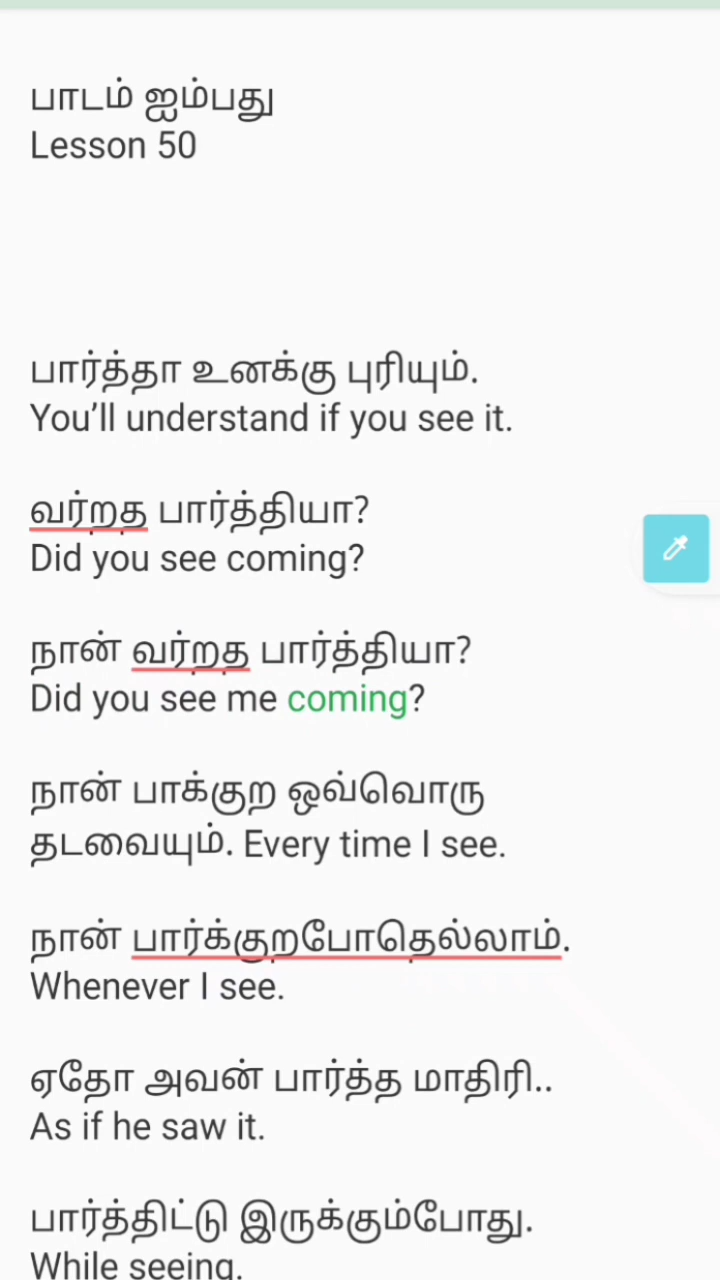 பாடம் ஐம்பது
Lesson 50
பார்த்தா உனக்கு புரியும்.
You’ll understand if you see it.
வர்றத பார்த்தியா?
Did you see coming?
நான் வர்றத பார்த்தியா?
Did you see me coming?
நான் பாக்குற ஒவ்வொரு
தடவையும். Every time I see.
நான் பார்க்குறபோதெல்லாம்.
Whenever I see.
ஏதோ அவன் பார்த்த மாதிரி..
As if he saw it.
பார்த்திட்டு இருக்கும்போது.
While seeing.